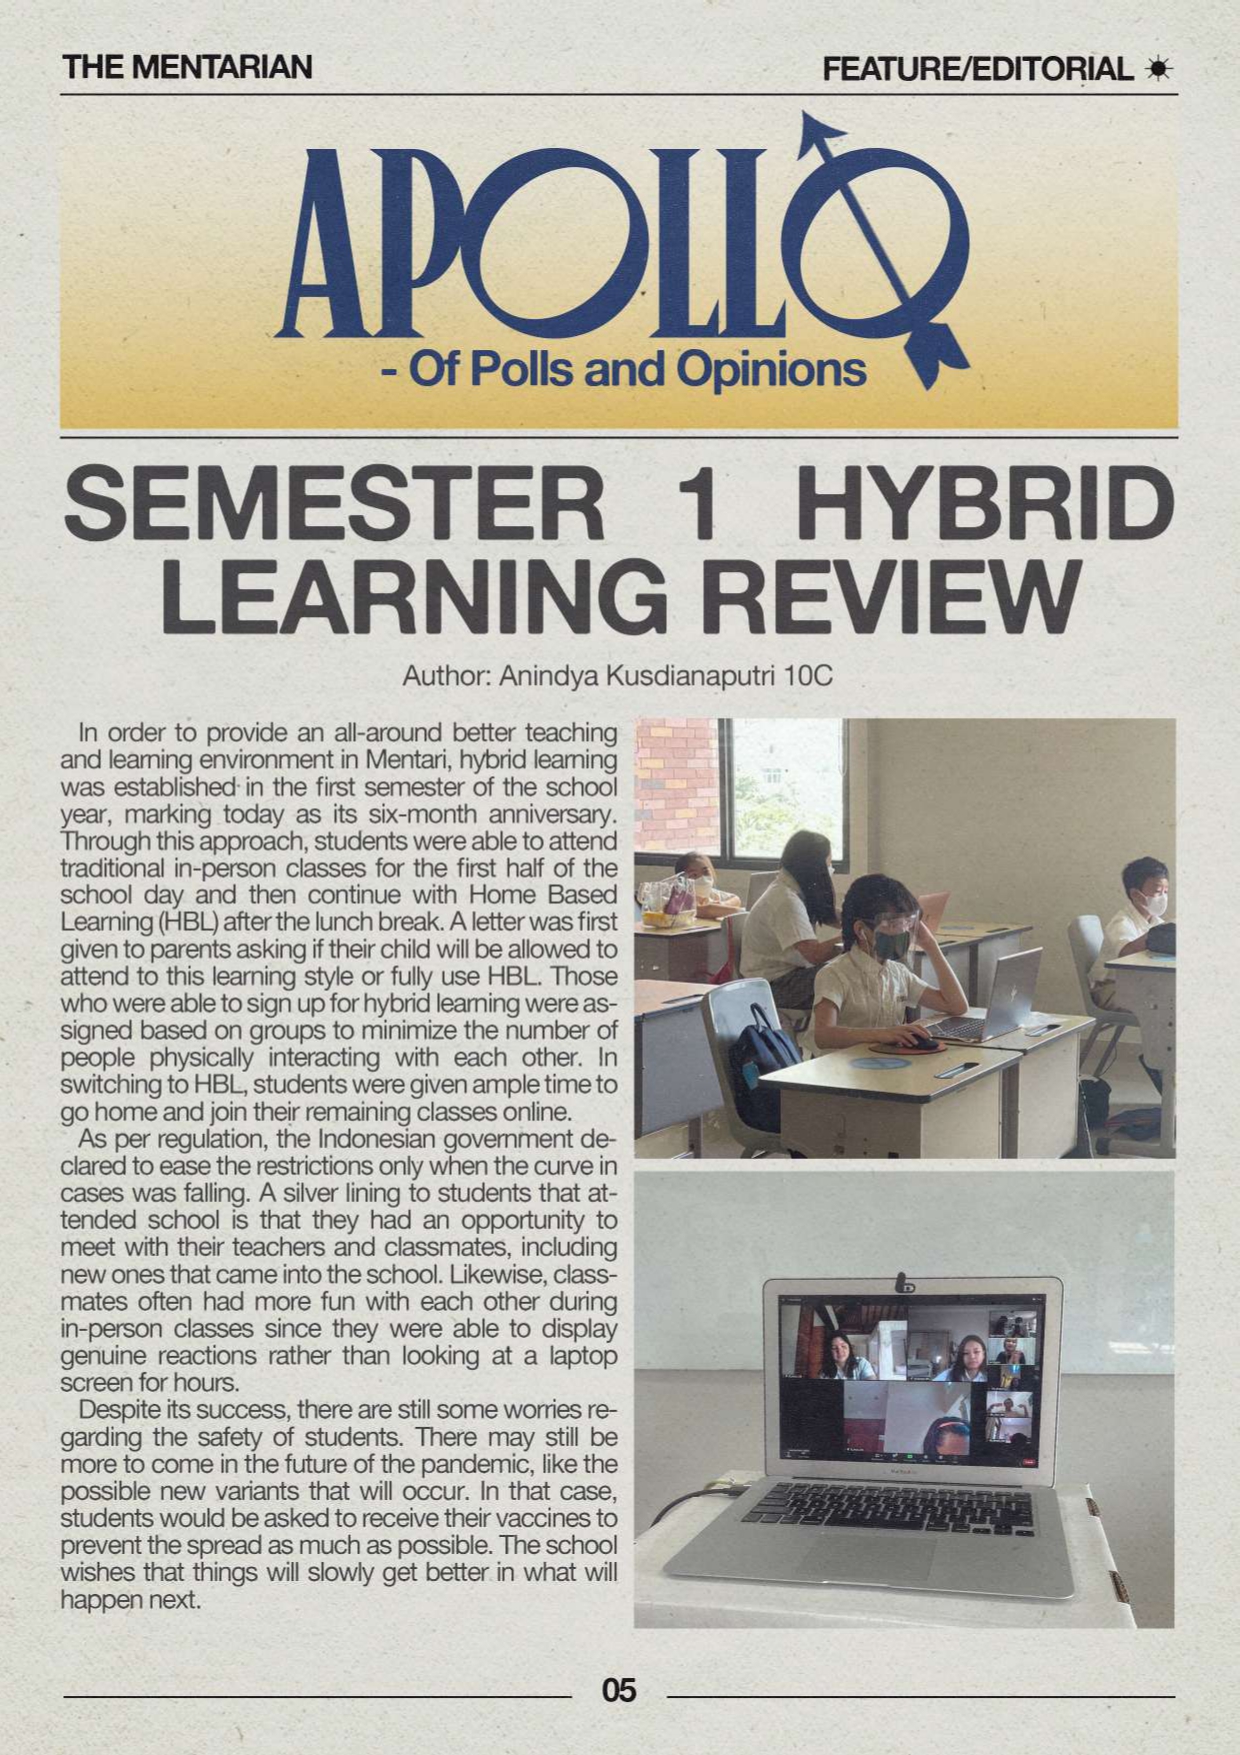 THE MENTARIAN
FEATURE/EDITORIAL
APOLLO
- Of Polls and Opinions
SEMESTER 1 HYBRID
LEARNING REVIEW
Author: Anindya Kusdianaputri 10C
In order to provide an all-around better teaching
and learning environment in Mentari, hybrid learning
was established in the first semester of the school
year, marking today as its six-month anniversary.
Through this approach, students were able to attend
traditional in-person classes for the first half of the
school day and then continue with Home Based
Learning (HBL) after the lunch break. A letter was first
given to parents asking if their child will be allowed to
attend to this learning style or fully use HBL. Those
who were able to sign up for hybrid learning were as-
signed based on groups to minimize the number of
people physically interacting with each other. In
switching to HBL, students were given ample time to
go home and join their remaining classes online.
As per regulation, the Indonesian government de-
clared to ease the restrictions only when the curve in
cases was falling. A silver lining to students that at-
tended school is that they had an opportunity to
meet with their teachers and classmates, including
new ones that came into the school. Likewise, class-
mates often had more fun with each other during
in-person classes since they were able to display
genuine reactions rather than looking at a laptop
screen for hours.
Despite its success, there are still some worries re-
garding the safety of students. There may still be
more to come in the future of the pandemic, like the
possible new variants that will occur. In that case,
students would be asked to receive their vaccines to
prevent the spread as much as possible. The school
wishes that things will slowly get better in what will
happen next.
05